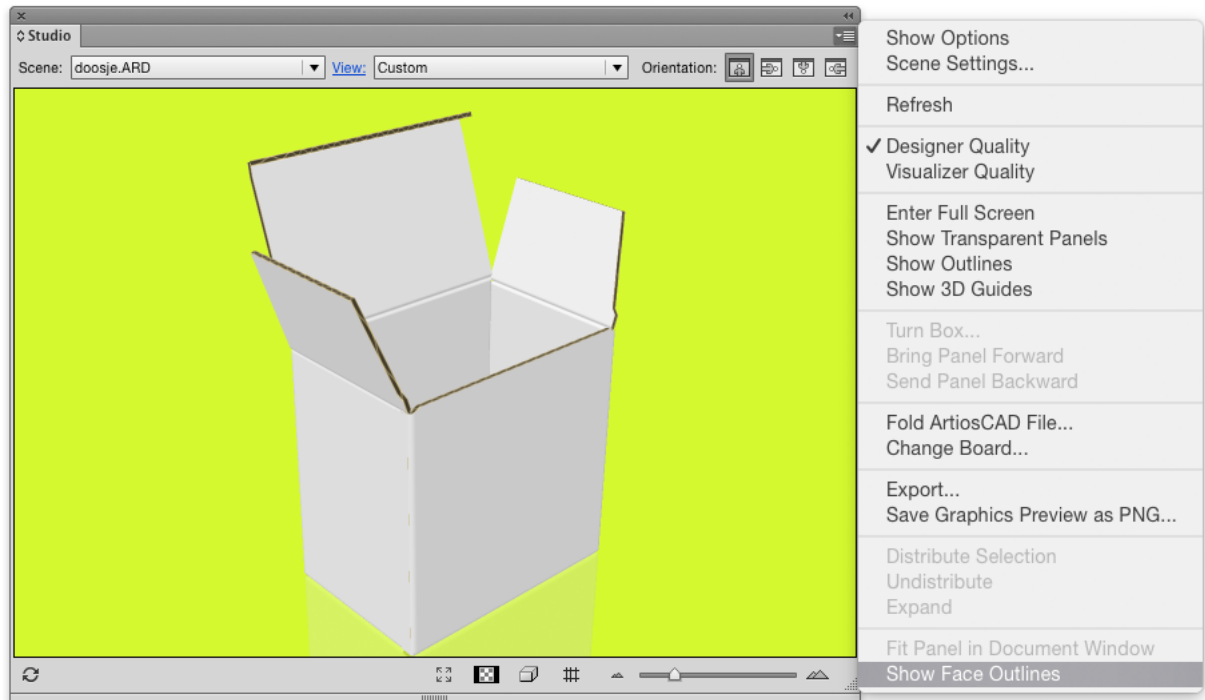 Studio
Scene: doosje.ARD View: Custom Orientation:
Show Options
Scene Settings...
Refresh
✓ Designer Quality
Visualizer Quality
Enter Full Screen
Show Transparent Panels
Show Outlines
Show 3D Guides
Turn Box...
Bring Panel Forward
Send Panel Backward
Fold ArtiosCAD File...
Change Board...
Export...
Save Graphics Preview as PNG...
Distribute Selection
Undistribute
Expand
Fit Panel in Document Window
Show Face Outlines